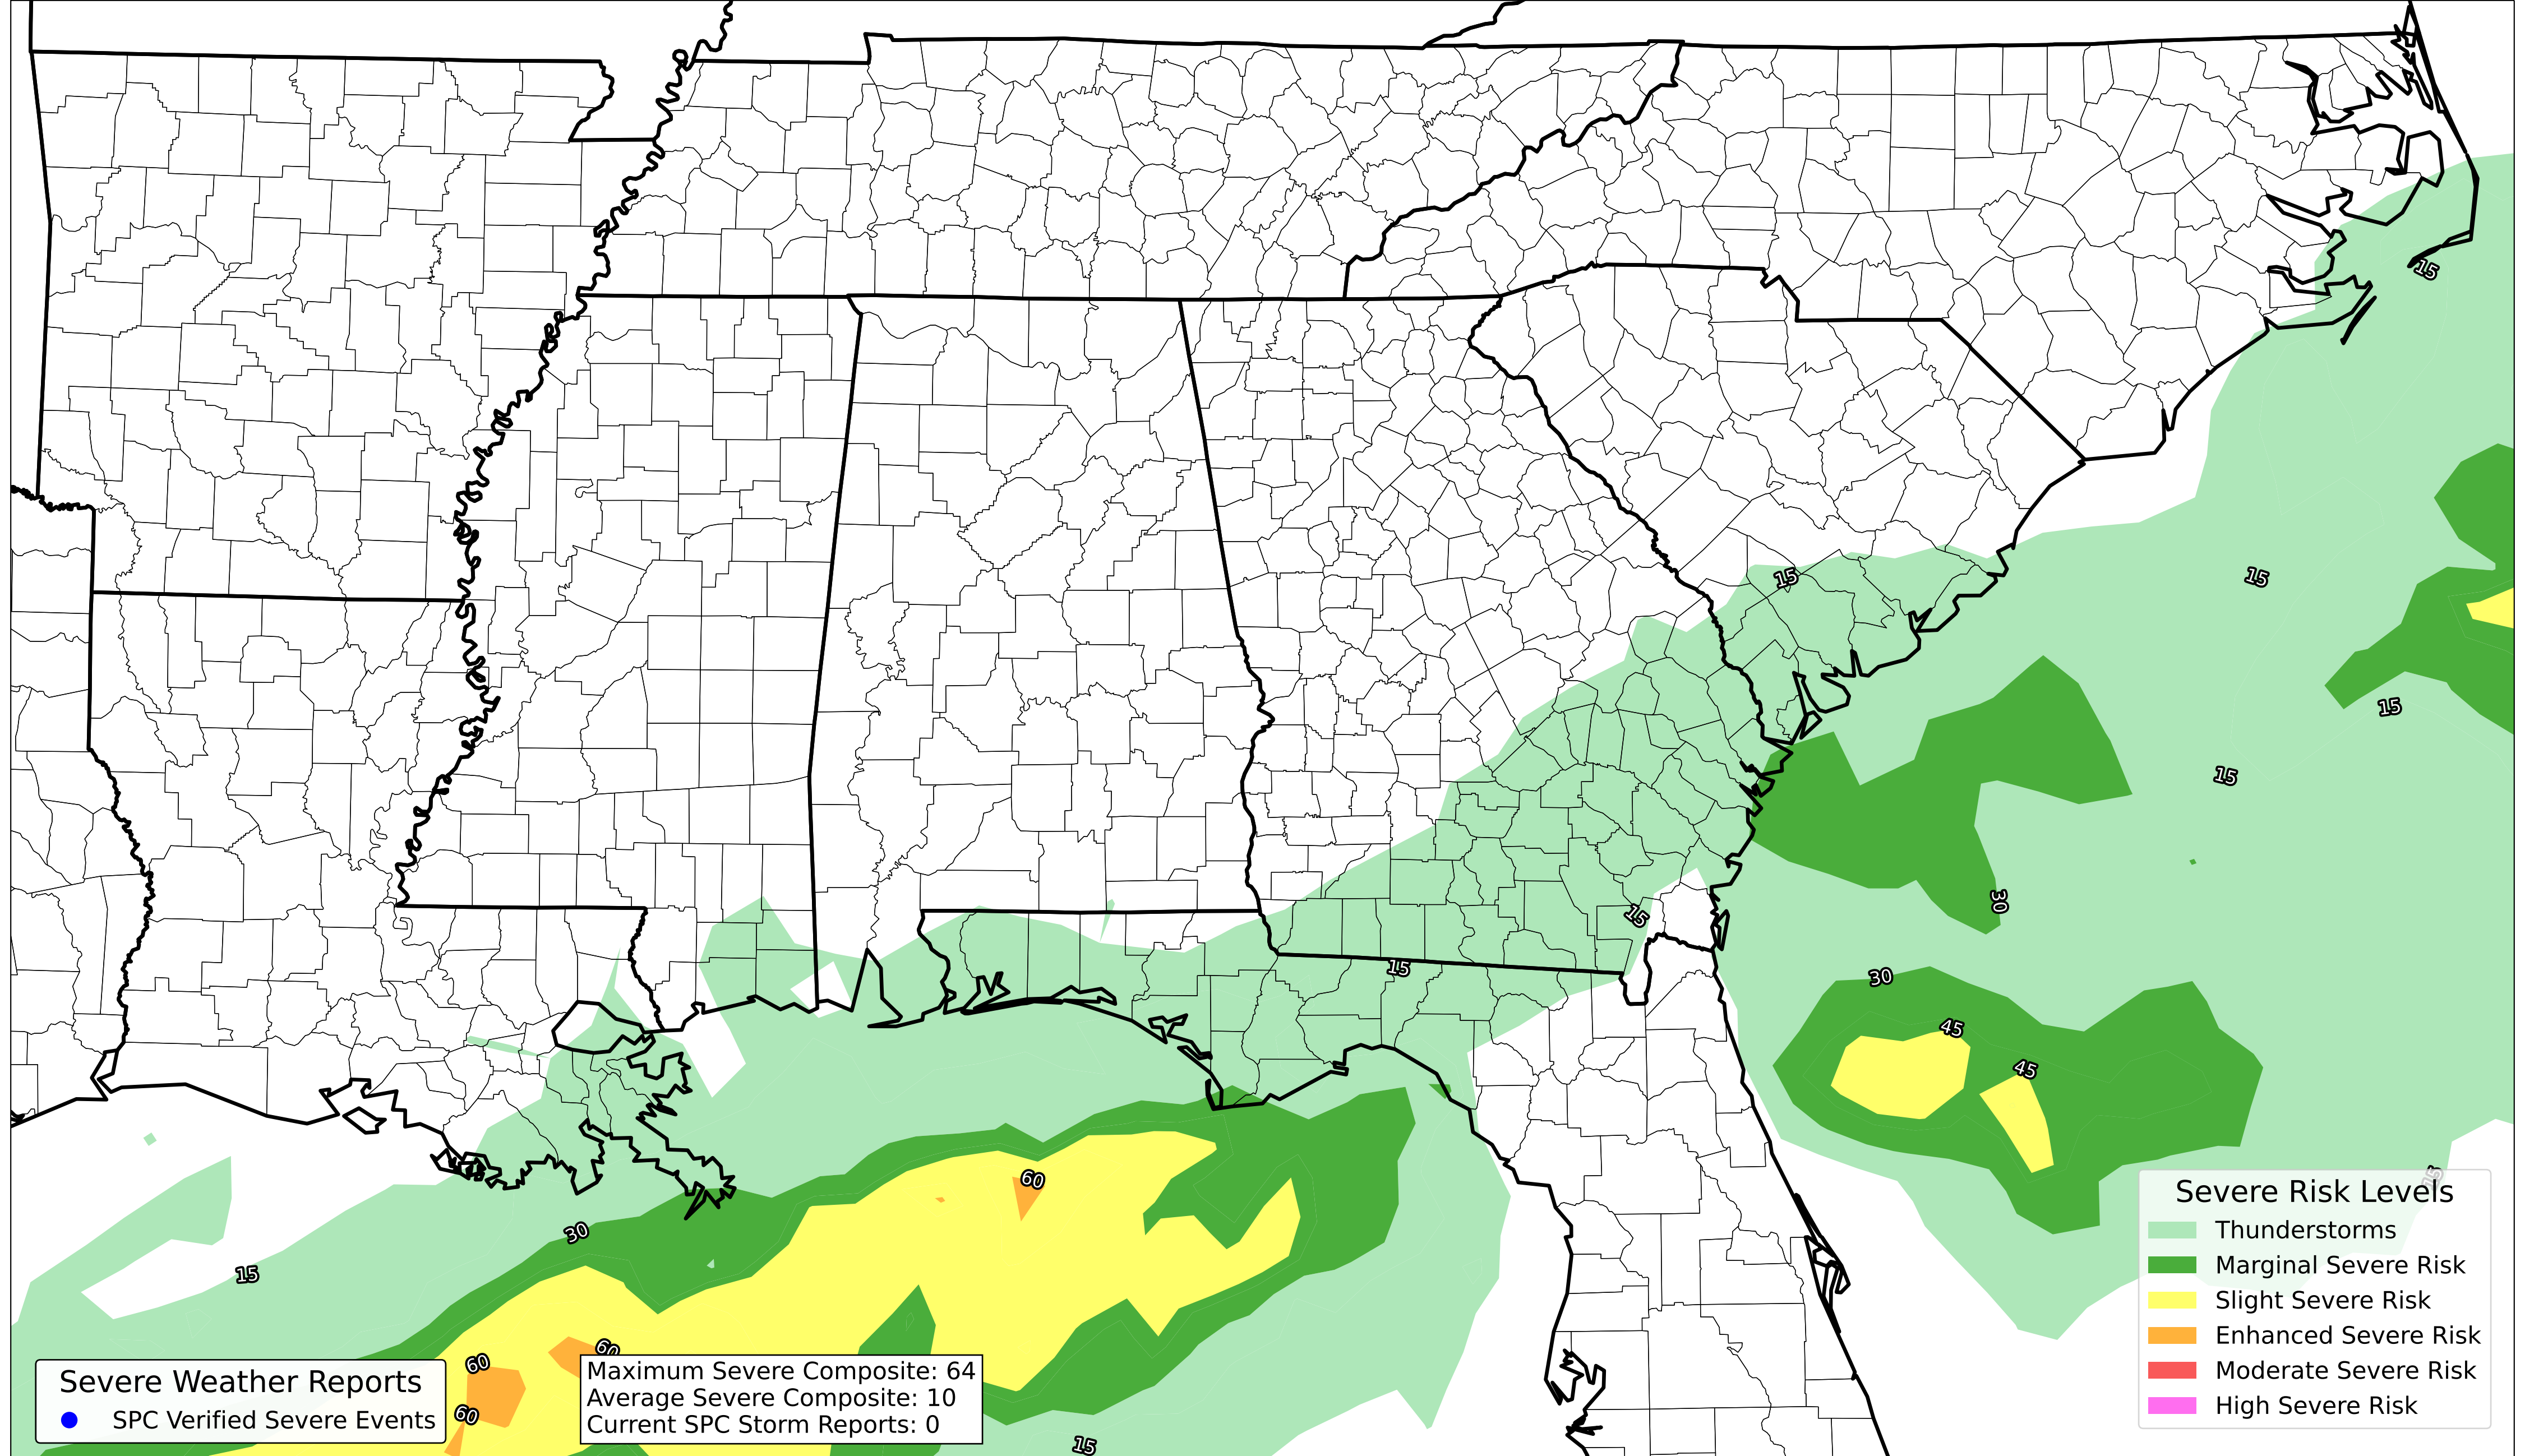 15
15
15
15
15
15
30
15
15
30
45
45
60
30
15
15
60
60
60
15
Severe Risk Levels
Thunderstorms
Marginal Severe Risk
Slight Severe Risk
Enhanced Severe Risk
Moderate Severe Risk
High Severe Risk
Severe Weather Reports
SPC Verified Severe Events
Maximum Severe Composite: 64
Average Severe Composite: 10
Current SPC Storm Reports: 0